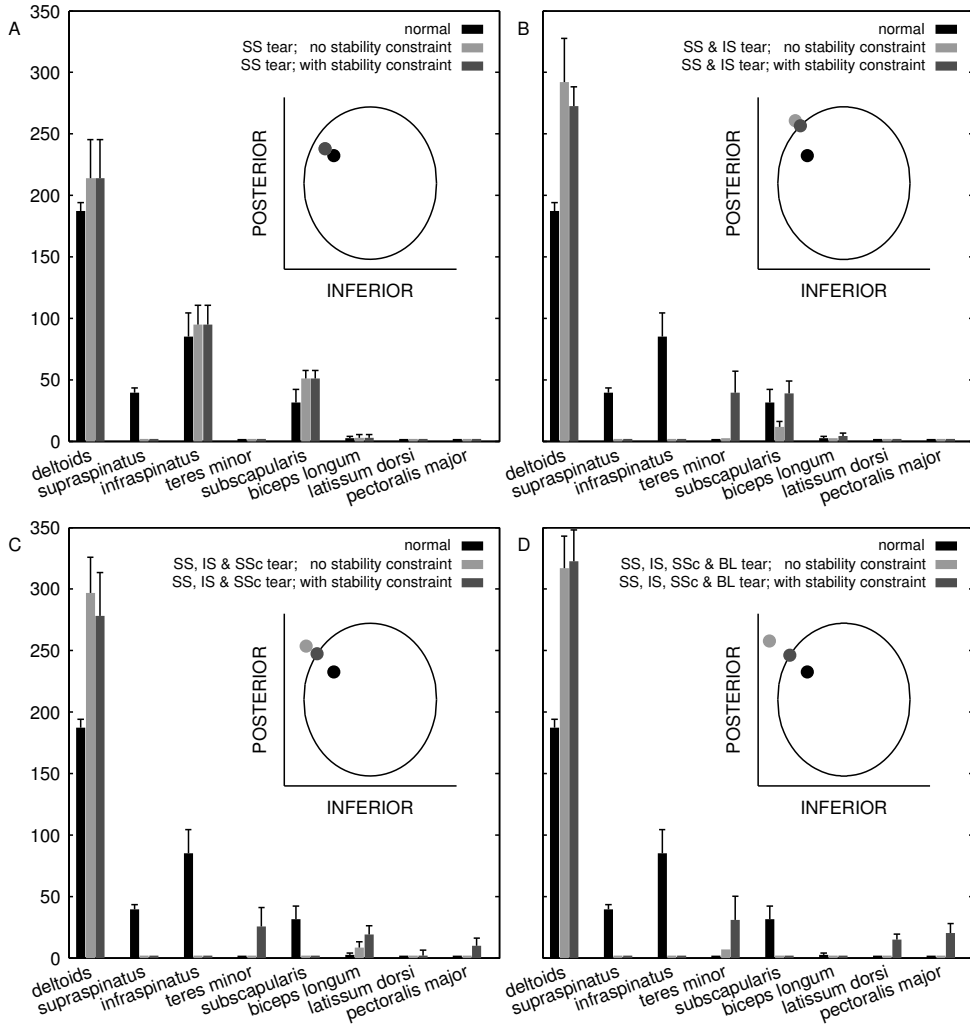 350
300
250
200
150
100
50
0
A
normal
SS tear; no stability constraint
SS tear; with stability constraint
POSTERIOR
INFERIOR
deltoids
supraspinatus
infraspinatus
teres minor
subscapularis
biceps longum
latissum dorsi
pectoralis major
B
normal
SS & IS tear; no stability constraint
SS & IS tear; with stability constraint
POSTERIOR
INFERIOR
deltoids
supraspinatus
infraspinatus
teres minor
subscapularis
biceps longum
latissum dorsi
pectoralis major
350
300
250
200
150
100
50
0
C
normal
SS, IS & SSc tear; no stability constraint
SS, IS & SSc tear; with stability constraint
POSTERIOR
INFERIOR
deltoids
supraspinatus
infraspinatus
teres minor
subscapularis
biceps longum
latissum dorsi
pectoralis major
D
normal
SS, IS, SSc & BL tear; no stability constraint
SS, IS, SSc & BL tear; with stability constraint
POSTERIOR
INFERIOR
deltoids
supraspinatus
infraspinatus
teres minor
subscapularis
biceps longum
latissum dorsi
pectoralis major